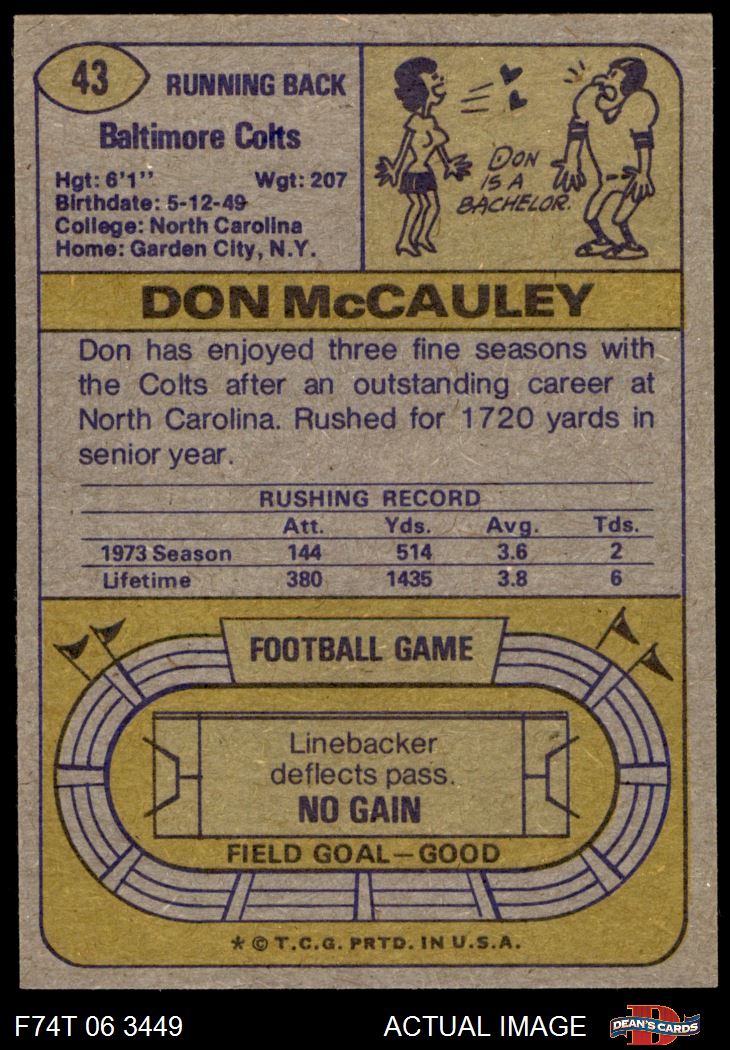 43
RUNNING BACK
Baltimore Colts
Hgt: 6'1'' Wgt: 207
Birthdate: 5-12-49
College: North Carolina
Home: Garden City, N.Y.
DON
IS A
BACHELOR.
DON McCAULEY
Don has enjoyed three fine seasons with
the Colts after an outstanding career at
North Carolina. Rushed for 1720 yards in
senior year.
RUSHING RECORD
Att. Yds. Avg. Tds.
1973 Season 144 514 3.6 2
Lifetime 380 1435 3.8 6
FOOTBALL GAME
Linebacker
deflects pass.
NO GAIN
FIELD GOAL—GOOD
* © T.C.G. PRTD. IN U.S.A.
F74T 06 3449 ACTUAL IMAGE
D
DEAN'S CARDS